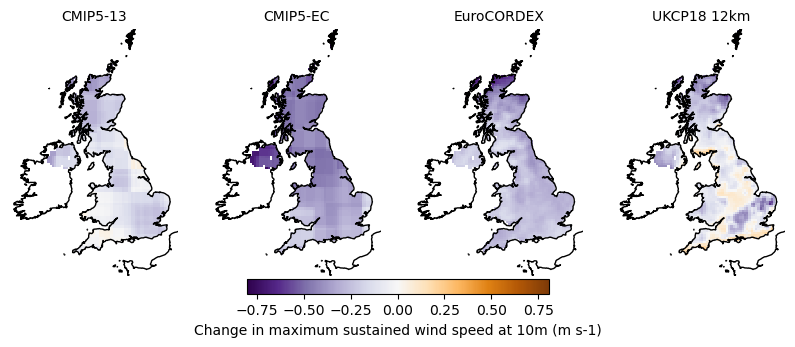 CMIP5-13 CMIP5-EC EuroCORDEX UKCP18 12km
−0.75 −0.50 −0.25 0.00 0.25 0.50 0.75
Change in maximum sustained wind speed at 10m (m s-1)